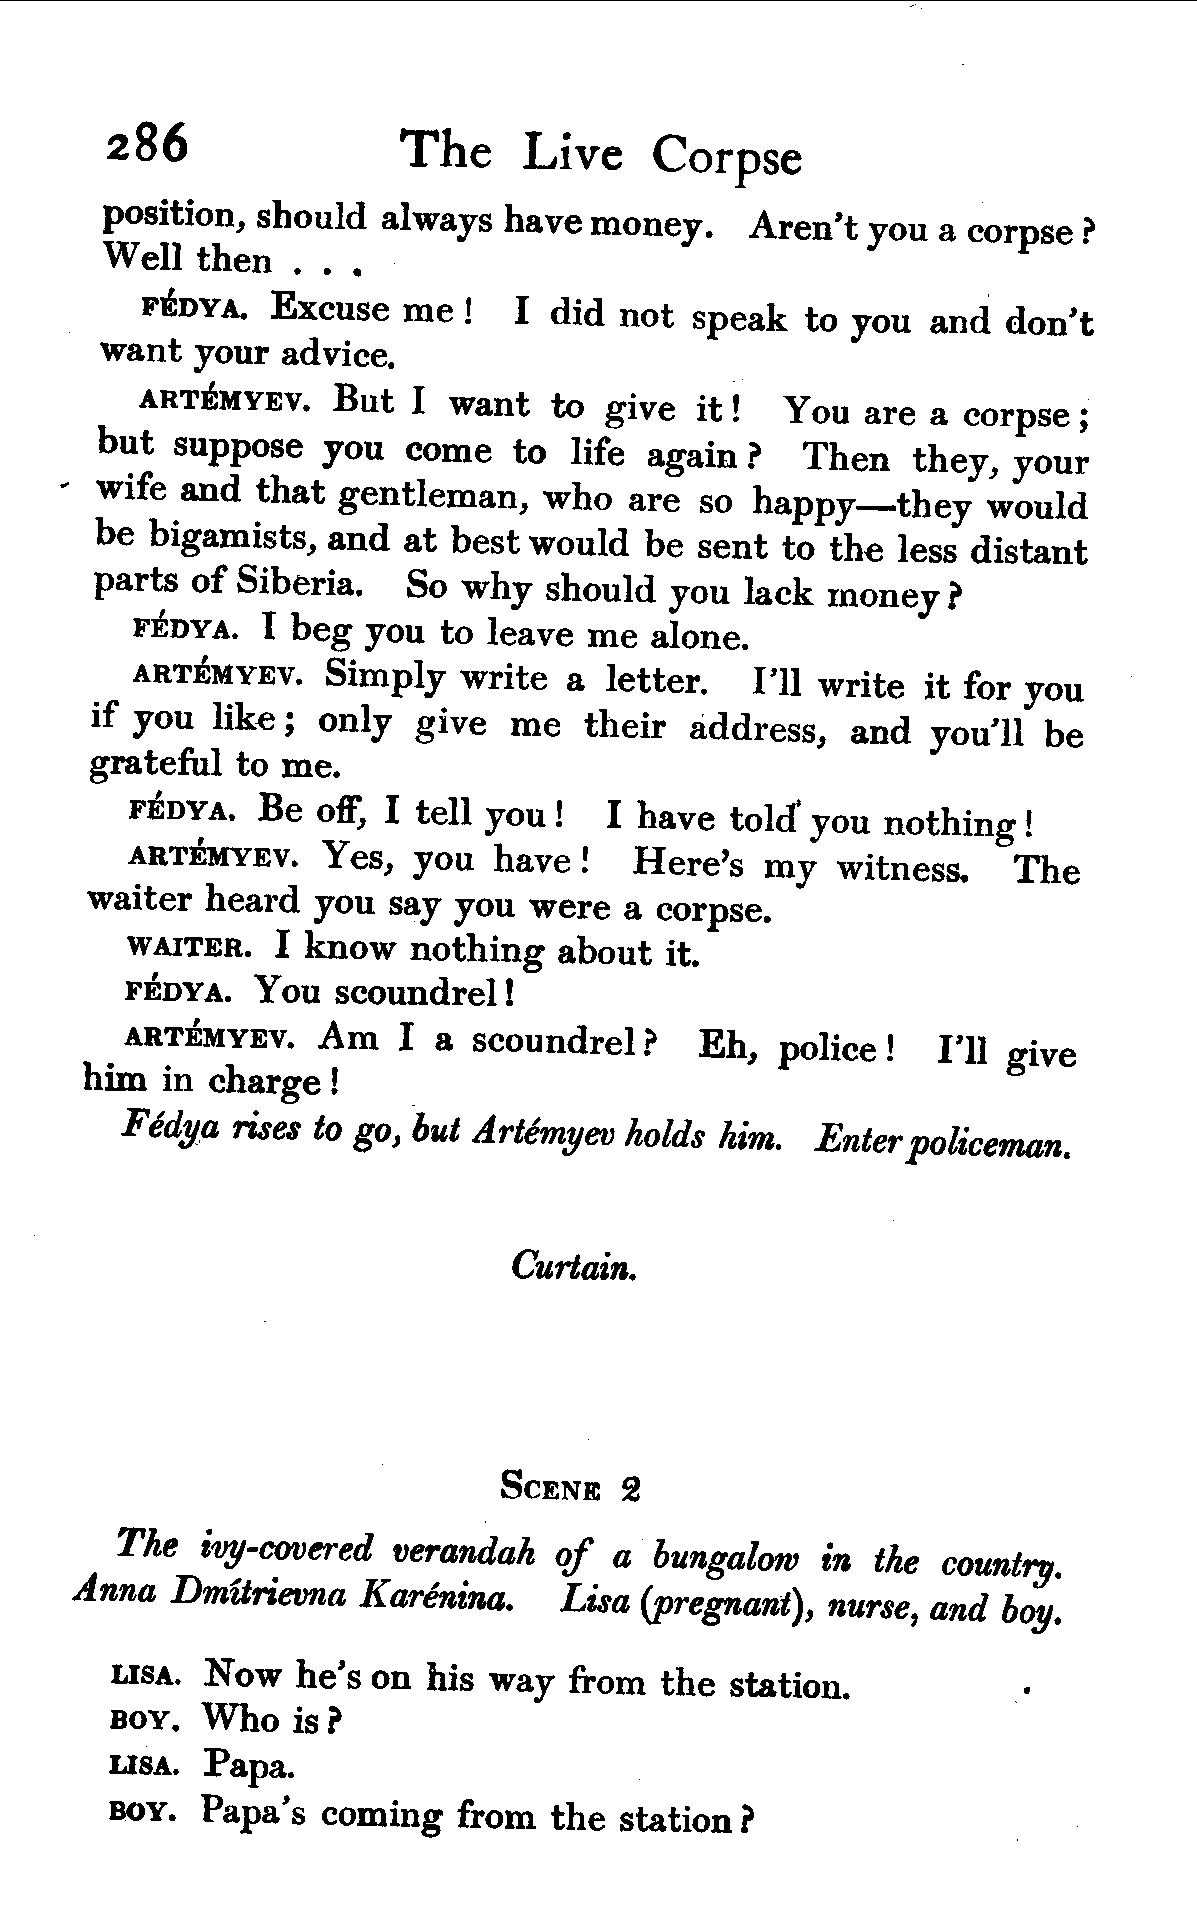 286 The Live Corpse
position, should always have money. Aren't you a corpse?
Well then . . .
FÉDYA. Excuse me! I did not speak to you and don't
want your advice.
ARTÉMYEV. But I want to give it! You are a corpse;
but suppose you come to life again? Then they, your
wife and that gentleman, who are so happy—they would
be bigamists, and at best would be sent to the less distant
parts of Siberia. So why should you lack money?
FÉDYA. I beg you to leave me alone.
ARTÉMYEV. Simply write a letter. I'll write it for you
if you like; only give me their address, and you'll be
grateful to me.
FÉDYA. Be off, I tell you! I have told you nothing!
ARTÉMYEV. Yes, you have! Here's my witness. The
waiter heard you say you were a corpse.
WAITER. I know nothing about it.
FÉDYA. You scoundrel!
ARTÉMYEV. Am I a scoundrel? Eh, police! I'll give
him in charge!
Fédya rises to go, but Artémyev holds him. Enter policeman.
Curtain.
SCENE 2
The ivy-covered verandah of a bungalow in the country.
Anna Dmítrievna Karénina. Lisa (pregnant), nurse, and boy.
LISA. Now he's on his way from the station.
BOY. Who is?
LISA. Papa.
BOY. Papa's coming from the station?